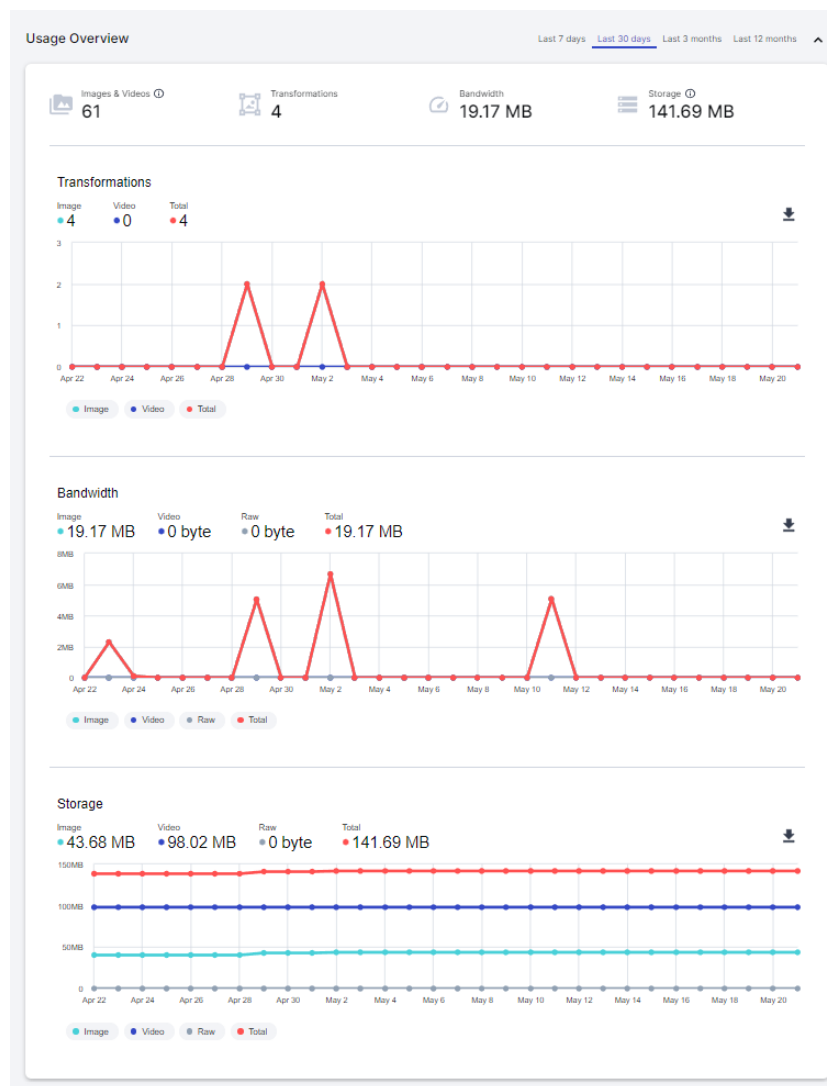 Usage Overview
Last 7 days Last 30 days Last 3 months Last 12 months
Images & Videos Transformations Bandwidth Storage
61 4 19.17 MB 141.69 MB
Transformations
Image Video Total
4 0 4
3
2
1
0
Apr 22 Apr 24 Apr 26 Apr 28 Apr 30 May 2 May 4 May 6 May 8 May 10 May 12 May 14 May 16 May 18 May 20
Image Video Total
Bandwidth
Image Video Raw Total
19.17 MB 0 byte 0 byte 19.17 MB
8MB
6MB
4MB
2MB
0
Apr 22 Apr 24 Apr 26 Apr 28 Apr 30 May 2 May 4 May 6 May 8 May 10 May 12 May 14 May 16 May 18 May 20
Image Video Raw Total
Storage
Image Video Raw Total
43.68 MB 98.02 MB 0 byte 141.69 MB
150MB
100MB
50MB
0
Apr 22 Apr 24 Apr 26 Apr 28 Apr 30 May 2 May 4 May 6 May 8 May 10 May 12 May 14 May 16 May 18 May 20
Image Video Raw Total